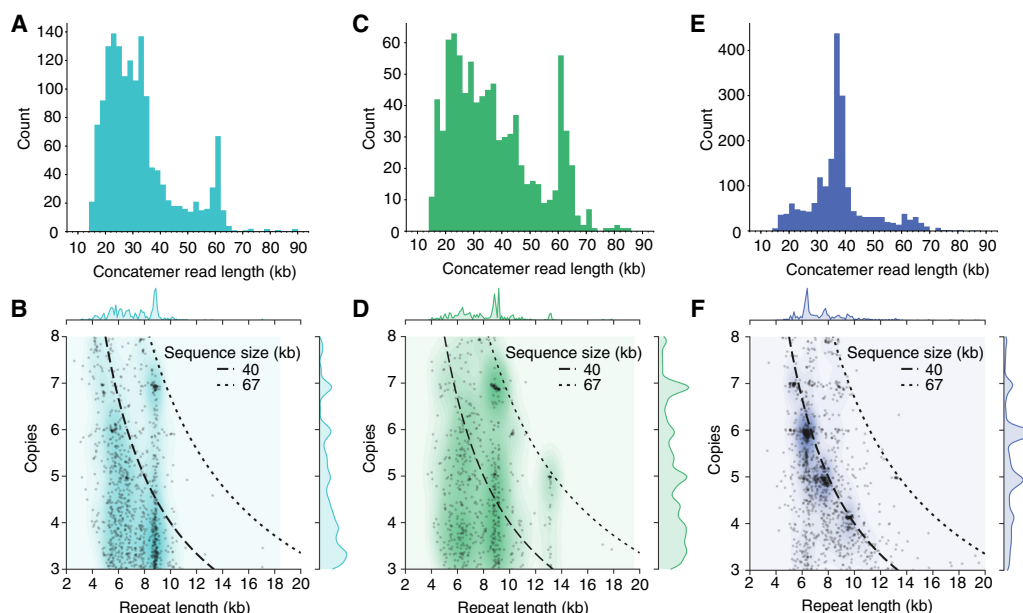 A
140
120
100
80
60
40
20
0
Count
10 20 30 40 50 60 70 80 90
Concatemer read length (kb)
C
60
50
40
30
20
10
0
Count
10 20 30 40 50 60 70 80 90
Concatemer read length (kb)
E
400
300
200
100
0
Count
10 20 30 40 50 60 70 80 90
Concatemer read length (kb)
B
8
7
6
5
4
3
Copies
Sequence size (kb)
40
67
2 4 6 8 10 12 14 16 18 20
Repeat length (kb)
D
8
7
6
5
4
3
Copies
Sequence size (kb)
40
67
2 4 6 8 10 12 14 16 18 20
Repeat length (kb)
F
8
7
6
5
4
3
Copies
Sequence size (kb)
40
67
2 4 6 8 10 12 14 16 18 20
Repeat length (kb)